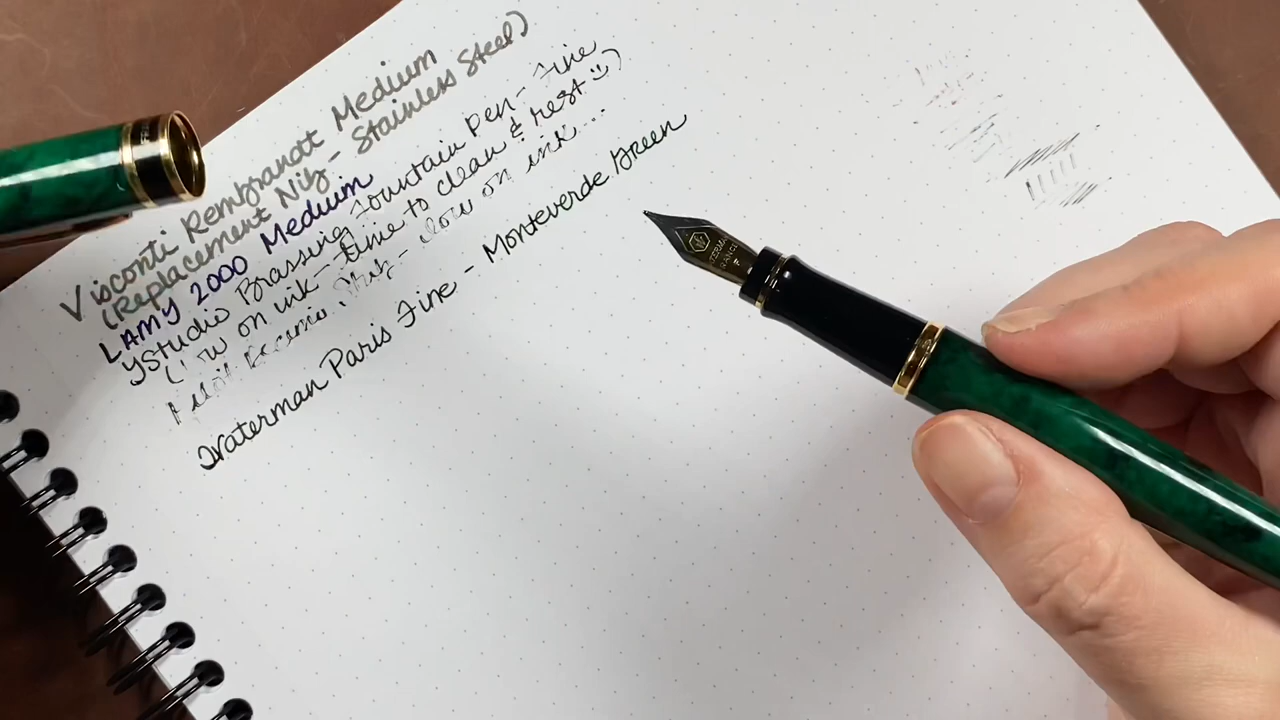 Visconti Rembrandt Medium
(Replacement Nib - Stainless Steel)
LAMY 2000 Medium
YStudio Brassing Fountain Pen - Fine
(Low on ink - time to clean & rest :)
Pilot - low on ink...
Waterman Paris Fine - Monteverde Green
F